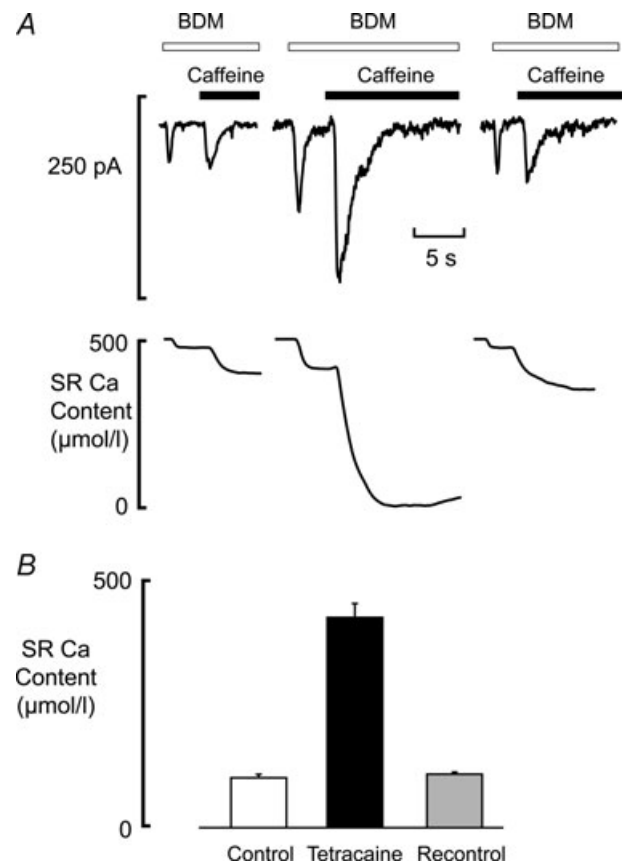 A
BDM BDM BDM
Caffeine Caffeine Caffeine
250 pA
5 s
500
SR Ca
Content
(μmol/l)
0
B
500
SR Ca
Content
(μmol/l)
0
Control Tetracaine Recontrol